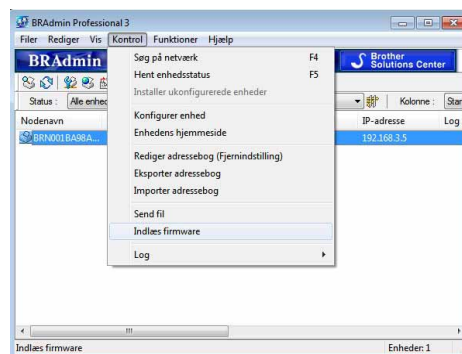 BRAdmin Professional 3
Filer Rediger Vis Kontrol Funktioner Hjælp
BRAdmin
Brother Solutions Center
Søg på netværk F4
Hent enhedsstatus F5
Installer ukonfigurerede enheder
Konfigurer enhed
Enhedens hjemmeside
Rediger adressebog (Fjernindstilling)
Eksporter adressebog
Importer adressebog
Send fil
Indlæs firmware
Log
Status : Alle enhed
Kolonne : Stan
Nodenavn IP-adresse Log
BRN001BA98A... 192.168.3.5
Indlæs firmware Enheder: 1